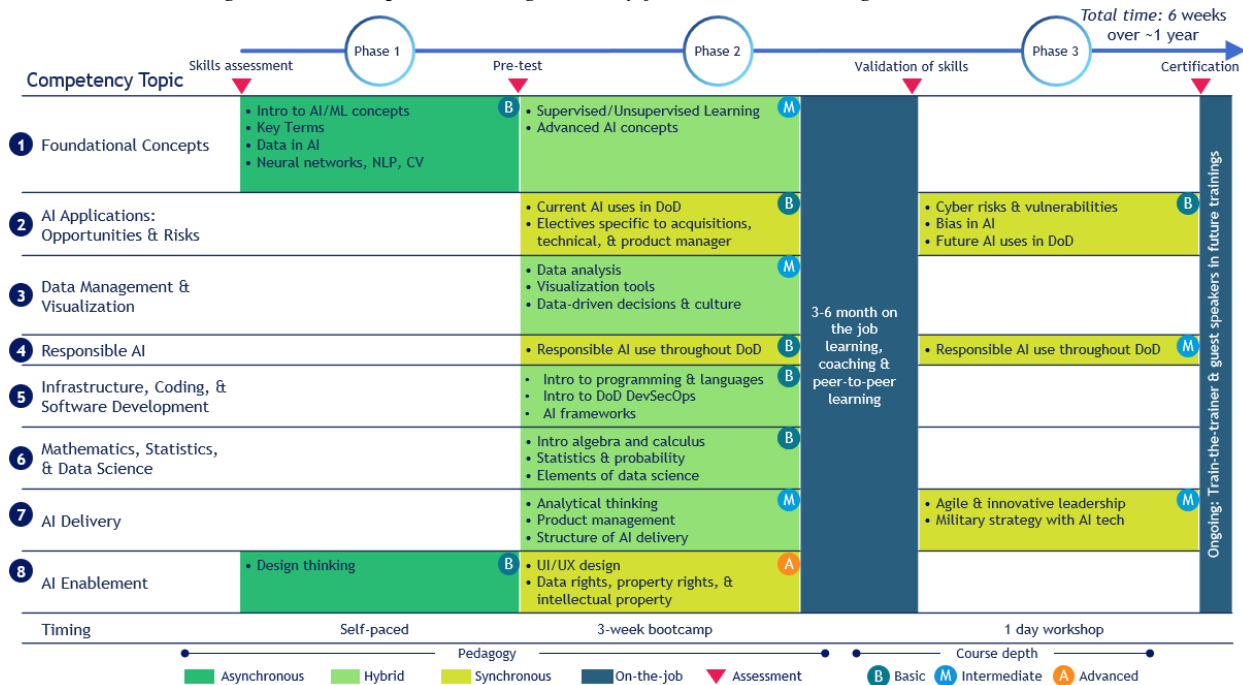 Total time: 6 weeks
over ~1 year
Phase 1
Phase 2
Phase 3
Skills assessment
Pre-test
Validation of skills
Certification
Competency Topic
1
Foundational Concepts
• Intro to AI/ML concepts
• Key Terms
• Data in AI
• Neural networks, NLP, CV
B
• Supervised/Unsupervised Learning
• Advanced AI concepts
M
2
AI Applications:
Opportunities & Risks
• Current AI uses in DoD
• Electives specific to acquisitions,
technical, & product manager
B
• Cyber risks & vulnerabilities
• Bias in AI
• Future AI uses in DoD
B
3
Data Management &
Visualization
• Data analysis
• Visualization tools
• Data-driven decisions & culture
M
4
Responsible AI
• Responsible AI use throughout DoD
B
• Responsible AI use throughout DoD
M
5
Infrastructure, Coding, &
Software Development
• Intro to programming & languages
• Intro to DoD DevSecOps
• AI frameworks
B
6
Mathematics, Statistics,
& Data Science
• Intro algebra and calculus
• Statistics & probability
• Elements of data science
B
7
AI Delivery
• Analytical thinking
• Product management
• Structure of AI delivery
M
• Agile & innovative leadership
• Military strategy with AI tech
M
8
AI Enablement
• Design thinking
B
• UI/UX design
• Data rights, property rights, &
intellectual property
A
3-6 month on
the job
learning,
coaching &
peer-to-peer
learning
Ongoing: Train-the-trainer & guest speakers in future trainings
Timing
Self-paced
3-week bootcamp
1 day workshop
Pedagogy
Course depth
Asynchronous
Hybrid
Synchronous
On-the-job
Assessment
B Basic
M Intermediate
A Advanced